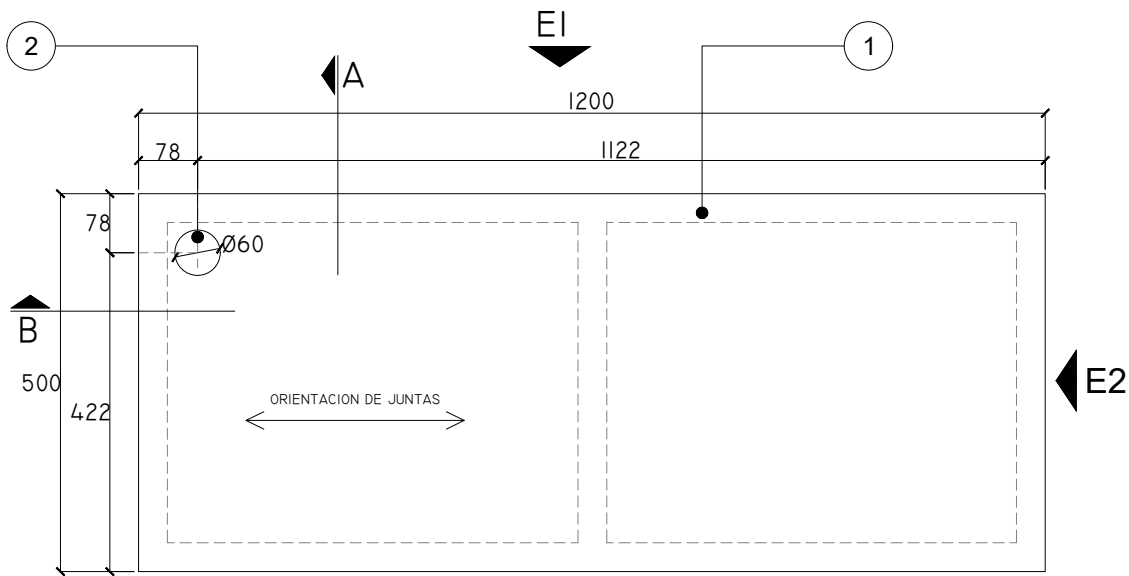 E1
2
1
A
1200
78
1122
78
Ø60
B
500
E2
422
ORIENTACION DE JUNTAS